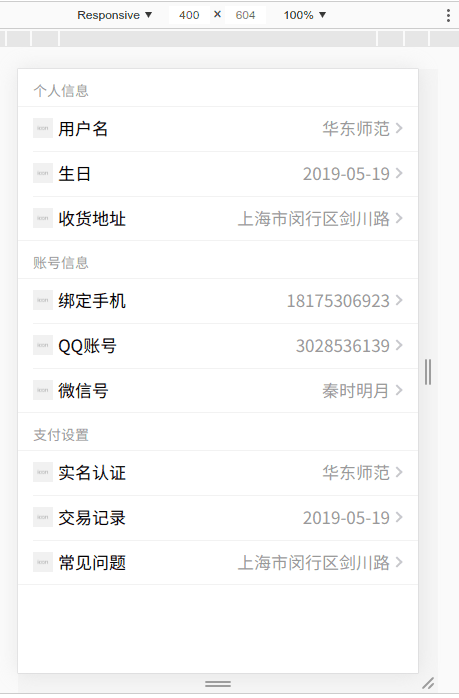 Responsive ▼ 400 × 604 100% ▼
个人信息
icon 用户名 华东师范
icon 生日 2019-05-19
icon 收货地址 上海市闵行区剑川路
账号信息
icon 绑定手机 18175306923
icon QQ账号 3028536139
icon 微信号 秦时明月
支付设置
icon 实名认证 华东师范
icon 交易记录 2019-05-19
icon 常见问题 上海市闵行区剑川路